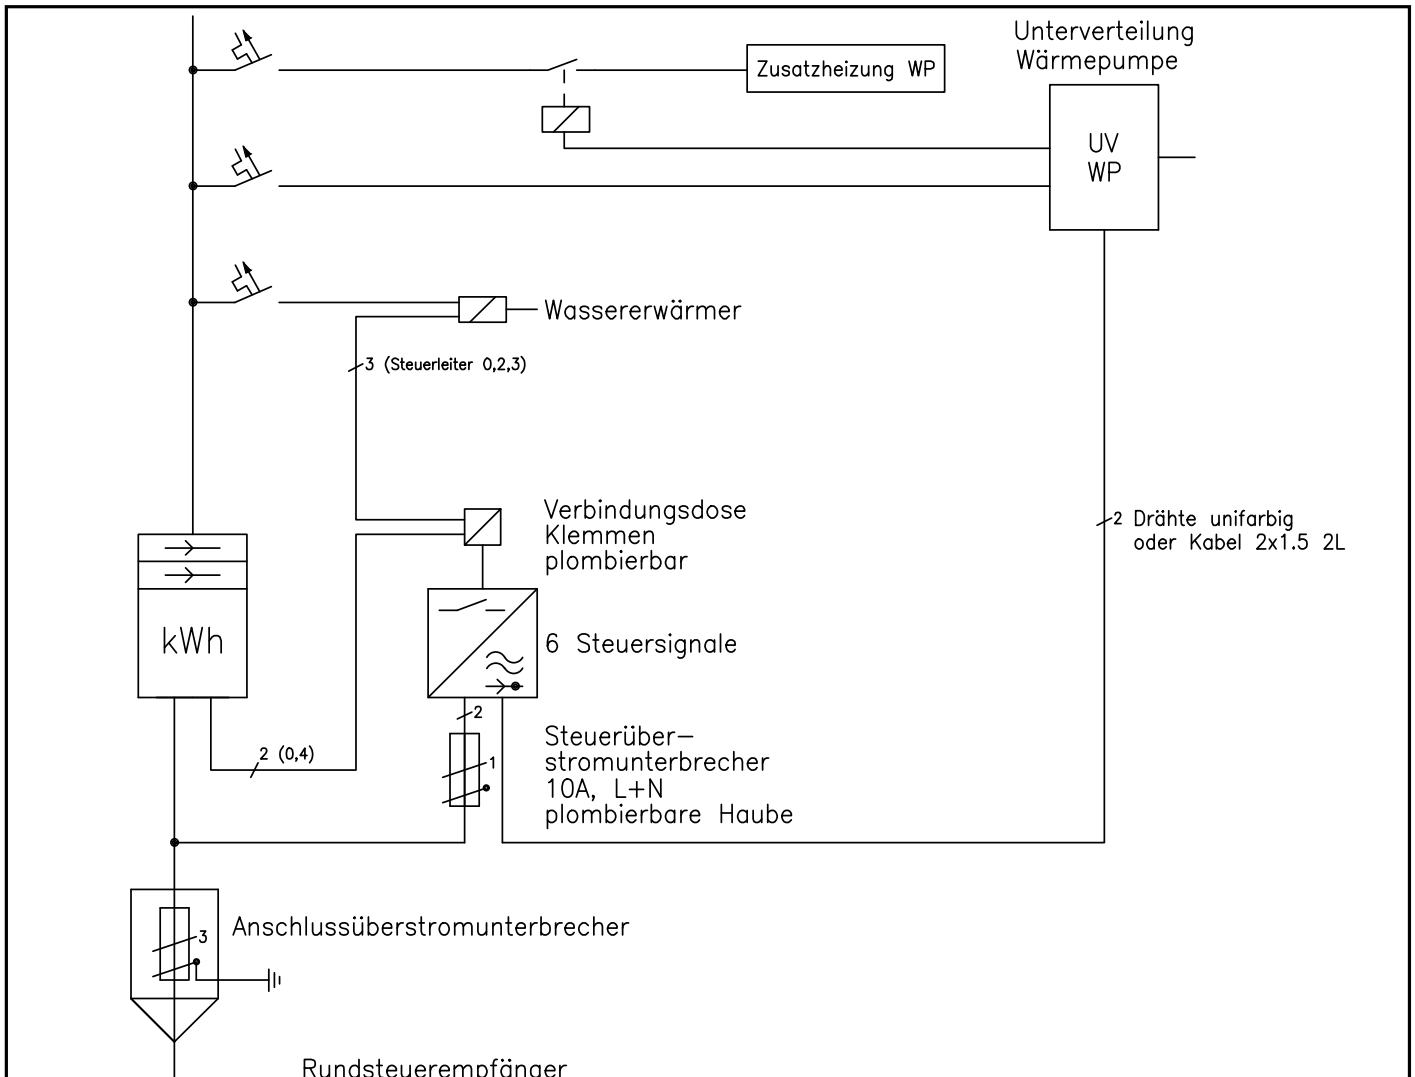 Unterverteilung
Wärmepumpe
Zusatzheizung WP
UV
WP
Wassererwärmer
3 (Steuerleiter 0,2,3)
Verbindungsdose
Klemmen
plombierbar
2 Drähte unifarbig
oder Kabel 2x1.5 2L
kWh
6 Steuersignale
2
2 (0,4)
Steuerüber-
stromunterbrecher
10A, L+N
plombierbare Haube
1
Anschlussüberstromunterbrecher
3
Rundsteuerempfänger